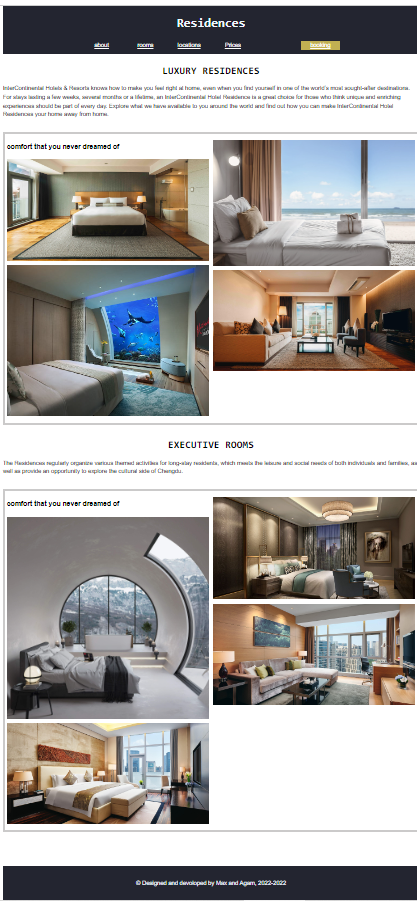 Residences
about rooms locations Prices booking
LUXURY RESIDENCES
InterContinental Hotels & Resorts knows how to make you feel right at home, even when you find yourself in one of the world's most sought-after destinations.
For stays lasting a few weeks, several months or a lifetime, an InterContinental Hotel Residence is a great choice for those who think unique and enriching
experiences should be part of every day. Explore what we have available to you around the world and find out how you can make InterContinental Hotel
Residences your home away from home.
comfort that you never dreamed of
EXECUTIVE ROOMS
The Residences regularly organize various themed activities for long-stay residents, which meets the leisure and social needs of both individuals and families, as
well as provide an opportunity to explore the cultural side of Chengdu.
comfort that you never dreamed of
© Designed and devoloped by Max and Agam, 2022-2022